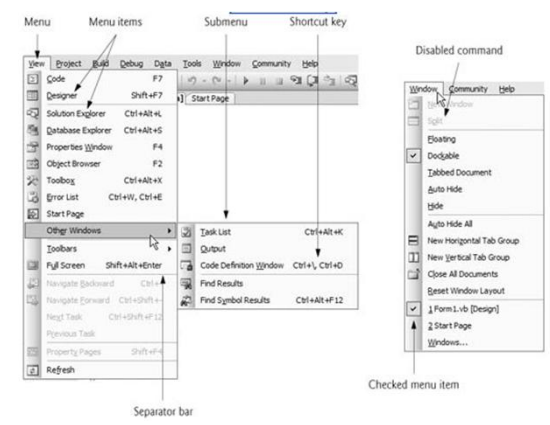 Menu
Menu items
Submenu
Shortcut key
Disabled command
View Project Build Debug Data Tools Window Community Help
Code F7
Designer Shift+F7
Solution Explorer Ctrl+Alt+L
Database Explorer Ctrl+Alt+S
Properties Window F4
Object Browser F2
Toolbox Ctrl+Alt+X
Error List Ctrl+W, Ctrl+E
Start Page
Other Windows
Toolbars
Full Screen Shift+Alt+Enter
Navigate Backward Ctrl+-
Navigate Forward Ctrl+Shift+-
Next Task Ctrl+Shift+F12
Previous Task
Property Pages Shift+F4
Refresh
Start Page
Task List Ctrl+Alt+K
Output
Code Definition Window Ctrl+\, Ctrl+D
Find Results
Find Symbol Results Ctrl+Alt+F12
Separator bar
Window Community Help
New Window
Split
Floating
Dockable
Tabbed Document
Auto Hide
Hide
Auto Hide All
New Horizontal Tab Group
New Vertical Tab Group
Close All Documents
Reset Window Layout
1 Form1.vb [Design]
2 Start Page
Windows...
Checked menu item